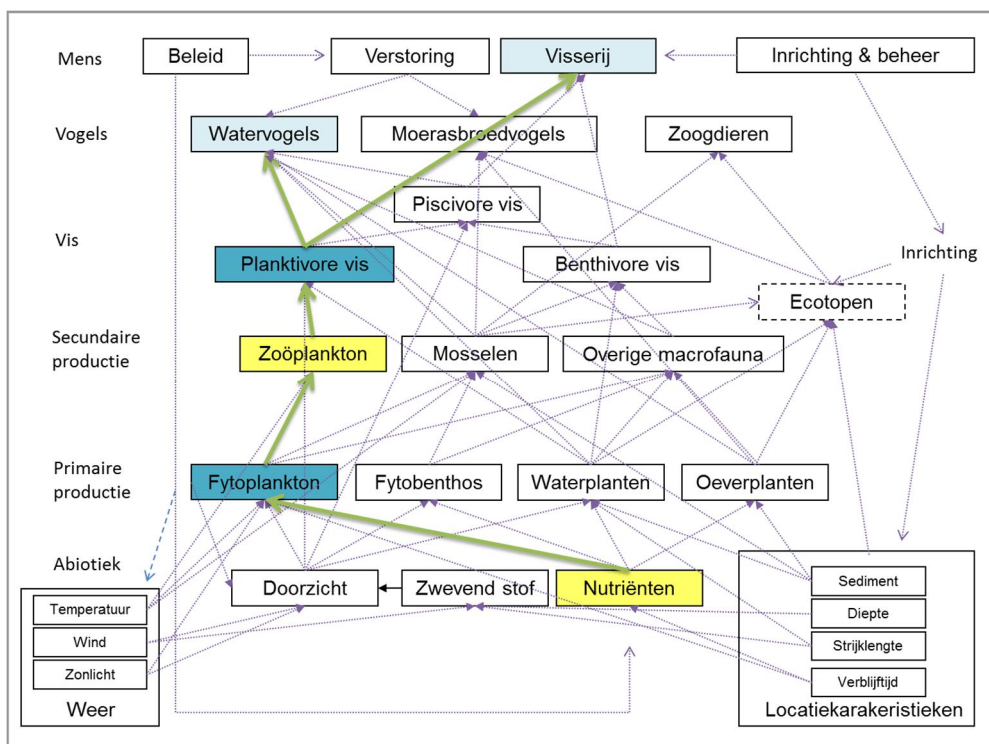 Mens
Beleid
Verstoring
Visserij
Inrichting & beheer
Vogels
Watervogels
Moerasbroedvogels
Zoogdieren
Piscivore vis
Vis
Planktivore vis
Benthivore vis
Inrichting
Ecotopen
Secundaire
productie
Zoöplankton
Mosselen
Overige macrofauna
Primaire
productie
Fytoplankton
Fytobenthos
Waterplanten
Oeverplanten
Abiotiek
Doorzicht
Zwevend stof
Nutriënten
Temperatuur
Wind
Zonlicht
Weer
Sediment
Diepte
Strijklengte
Verblijftijd
Locatiekarakeristieken